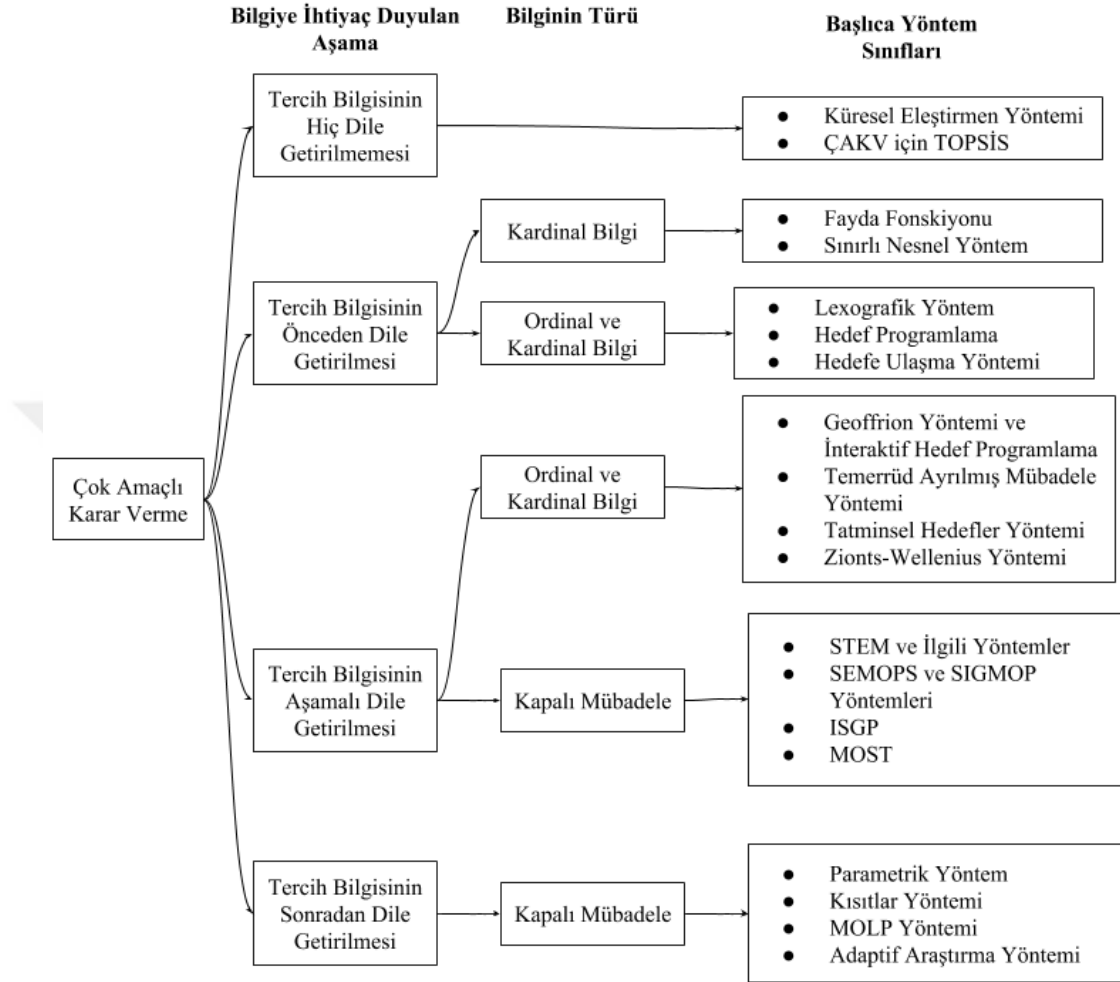 Bilgiye İhtiyaç Duyulan
Aşama
Bilginin Türü
Başlıca Yöntem
Sınıfları
Tercih Bilgisinin
Hiç Dile
Getirilmemesi
● Küresel Eleştirmen Yöntemi
● ÇAKV için TOPSİS
Tercih Bilgisinin
Önceden Dile
Getirilmesi
Kardinal Bilgi
● Fayda Fonskiyonu
● Sınırlı Nesnel Yöntem
Ordinal ve
Kardinal Bilgi
● Lexografik Yöntem
● Hedef Programlama
● Hedefe Ulaşma Yöntemi
Çok Amaçlı
Karar Verme
Tercih Bilgisinin
Aşamalı Dile
Getirilmesi
Ordinal ve
Kardinal Bilgi
● Geoffrion Yöntemi ve
İnteraktif Hedef Programlama
● Temerrüd Ayrılmış Mübadele
Yöntemi
● Tatminsel Hedefler Yöntemi
● Zionts-Wellenius Yöntemi
Kapalı Mübadele
● STEM ve İlgili Yöntemler
● SEMOPS ve SIGMOP
Yöntemleri
● ISGP
● MOST
Tercih Bilgisinin
Sonradan Dile
Getirilmesi
Kapalı Mübadele
● Parametrik Yöntem
● Kısıtlar Yöntemi
● MOLP Yöntemi
● Adaptif Araştırma Yöntemi